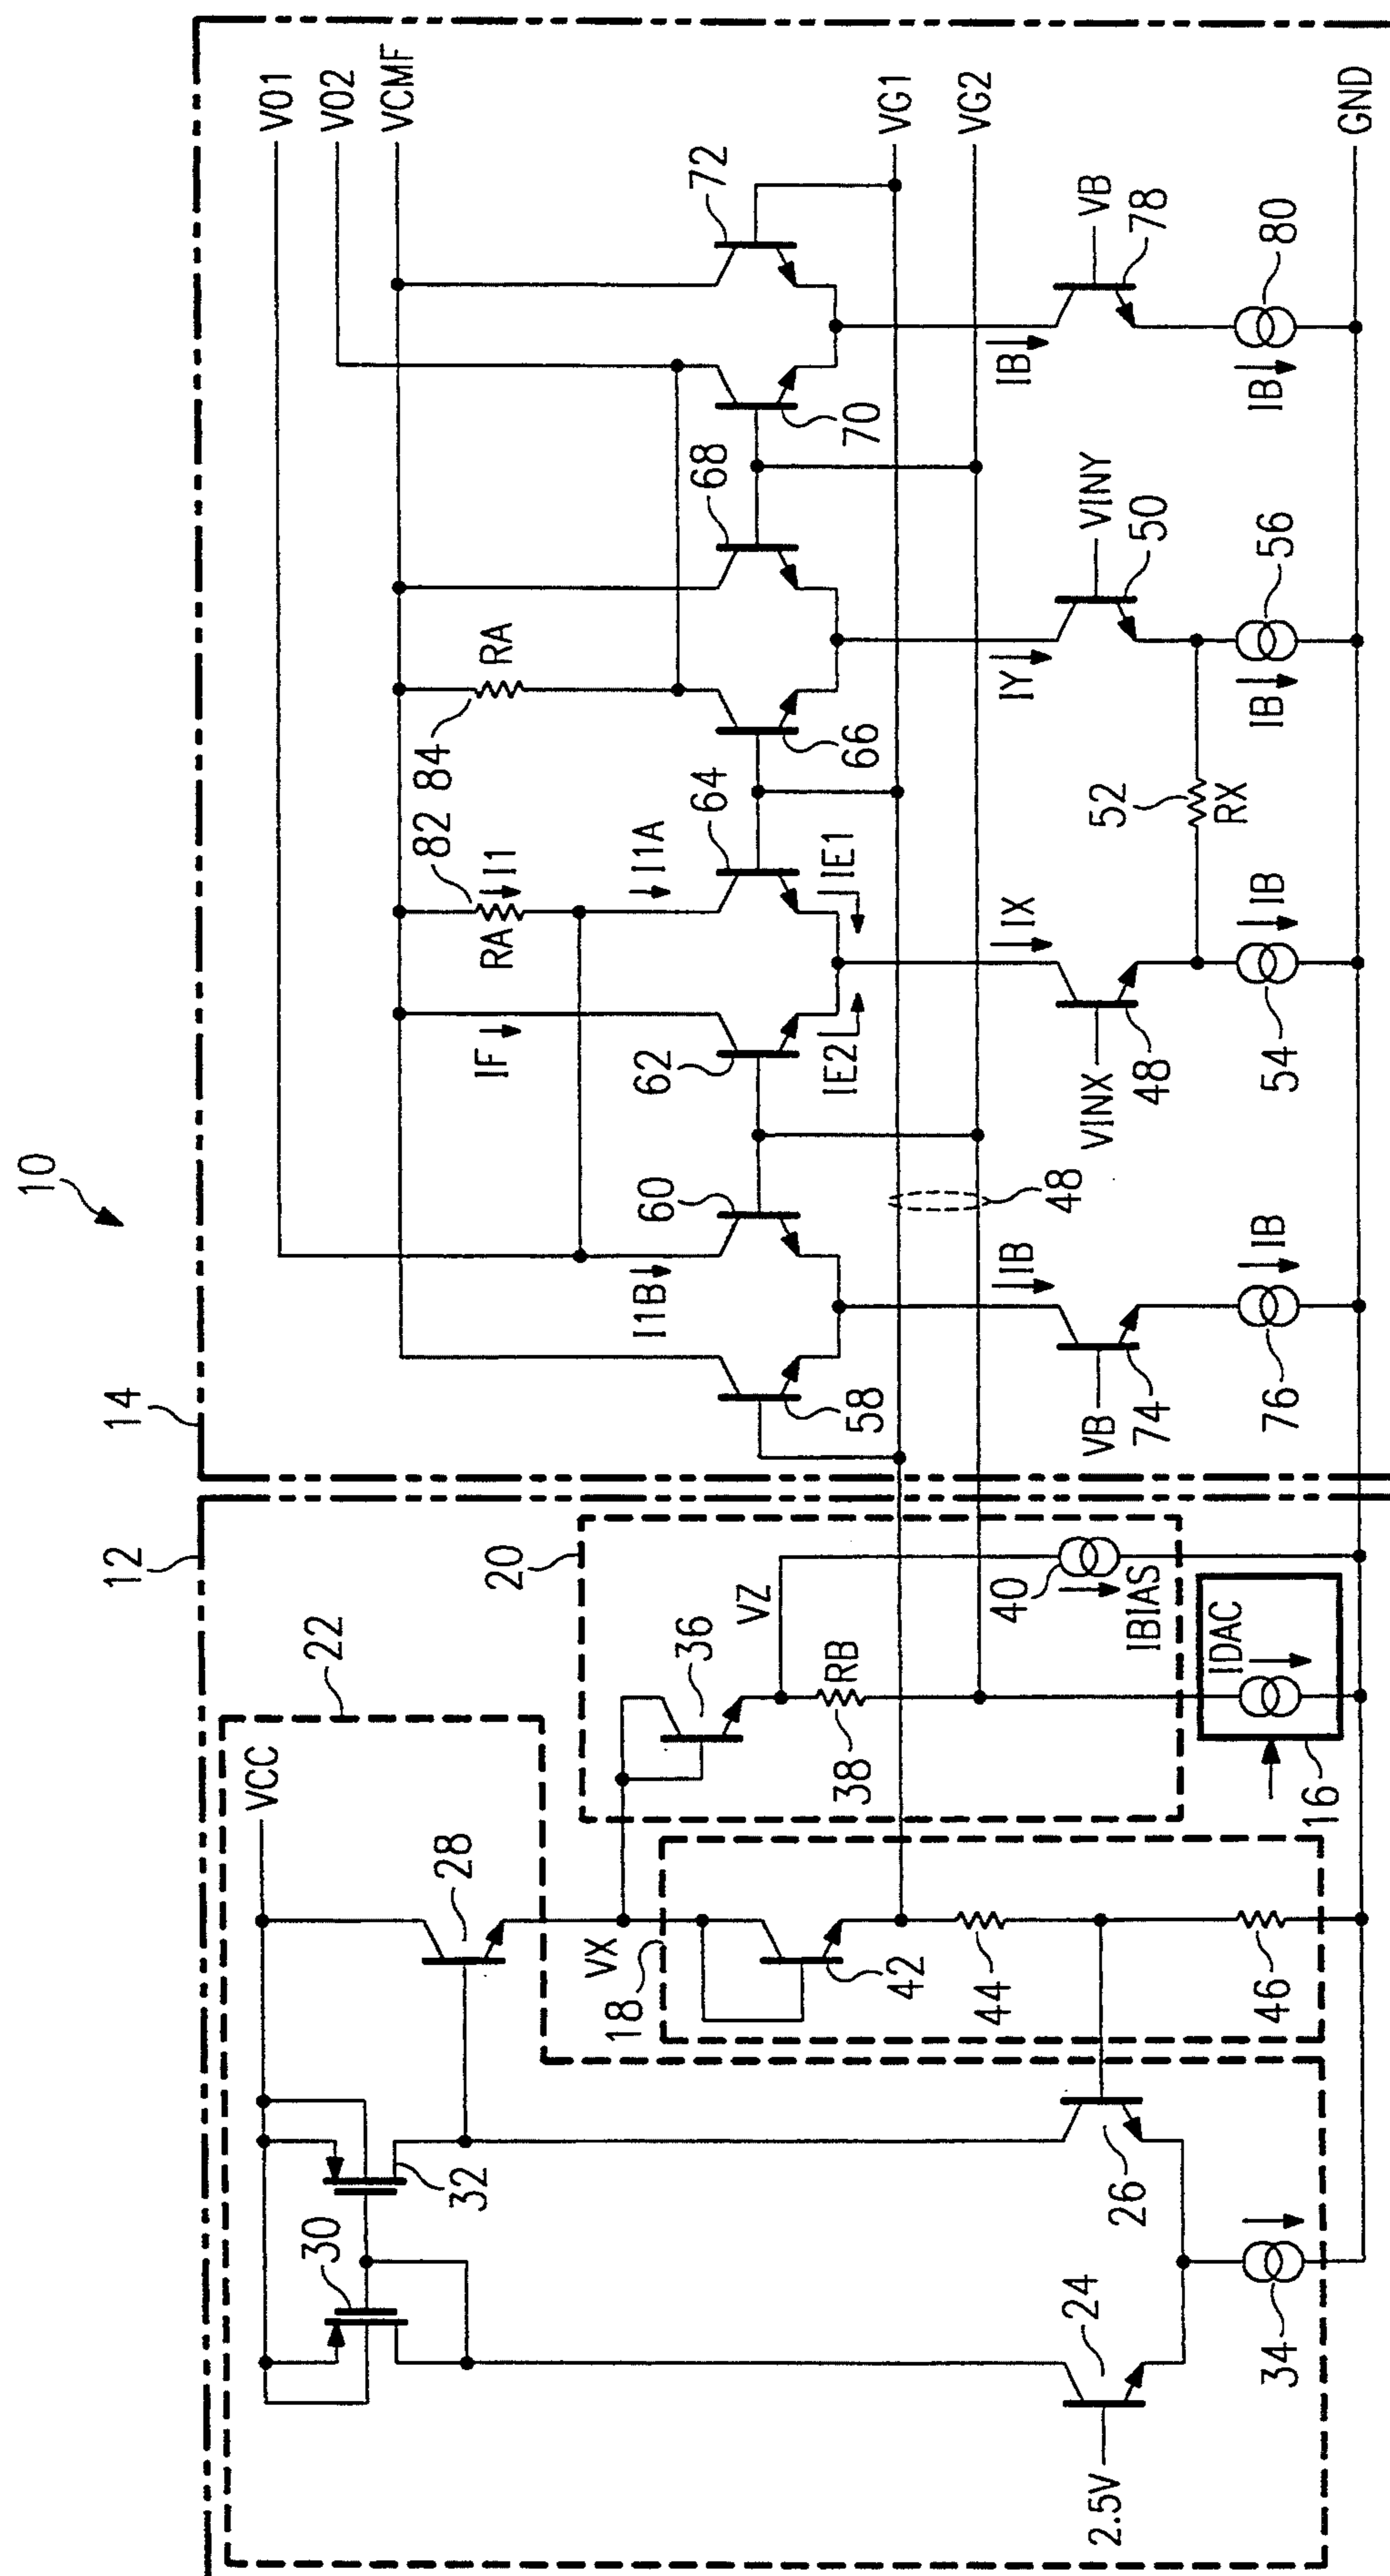 10
12
14
22
VCC
30
32
28
VX
18
20
36
VZ
38
RB
40
IBIAS
42
44
46
IDAC
16
2.5V
24
26
34
VO1
VO2
VCMF
VG1
VG2
GND
RA
82
I1
84
RA
IF
I1A
I1B
58
60
62
64
66
68
70
72
IE2
IE1
48
IB
IX
IY
IB
VB
74
VINX
48
VINY
50
VB
78
52
RX
76
IB
54
IB
IB
56
IB
80